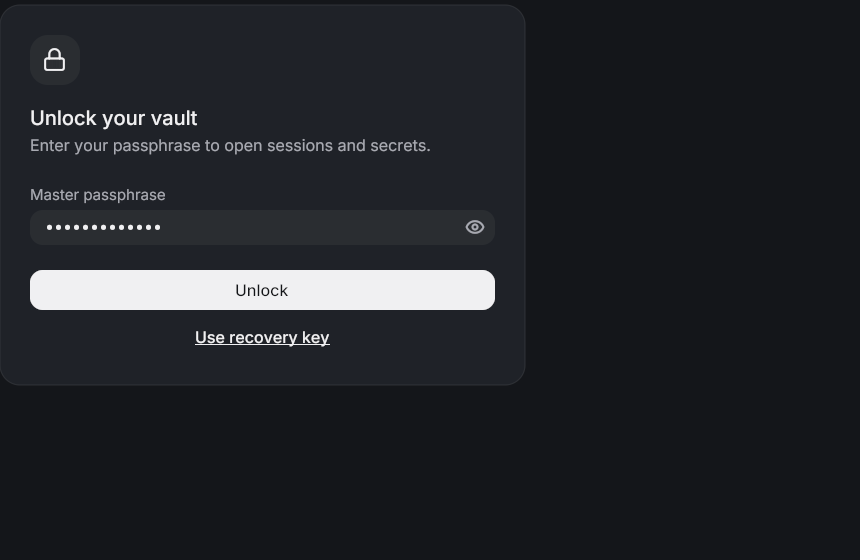 Unlock your vault
Enter your passphrase to open sessions and secrets.
Master passphrase
•••••••••••••
Unlock
Use recovery key